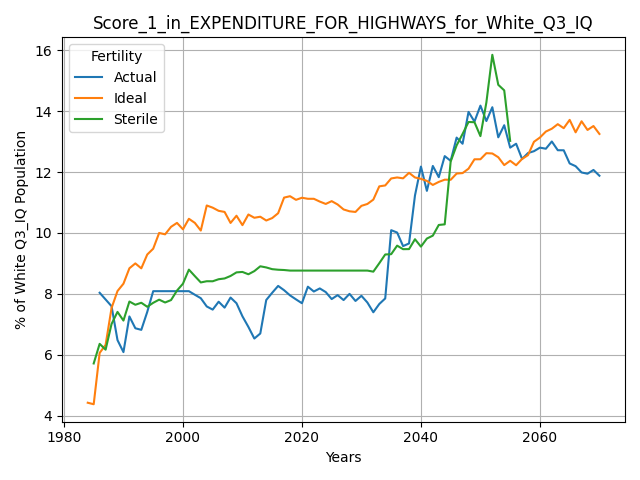 Score_1_in_EXPENDITURE_FOR_HIGHWAYS_for_White_Q3_IQ
Fertility
Actual
Ideal
Sterile
% of White Q3_IQ Population
16
14
12
10
8
6
4
1980
2000
2020
2040
2060
Years